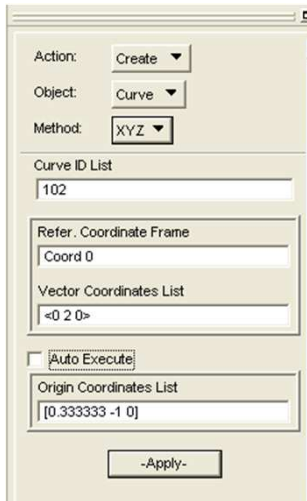 Action: Create
Object: Curve
Method: XYZ
Curve ID List
102
Refer. Coordinate Frame
Coord 0
Vector Coordinates List
<0 2 0>
Auto Execute
Origin Coordinates List
[0.333333 -1 0]
-Apply-